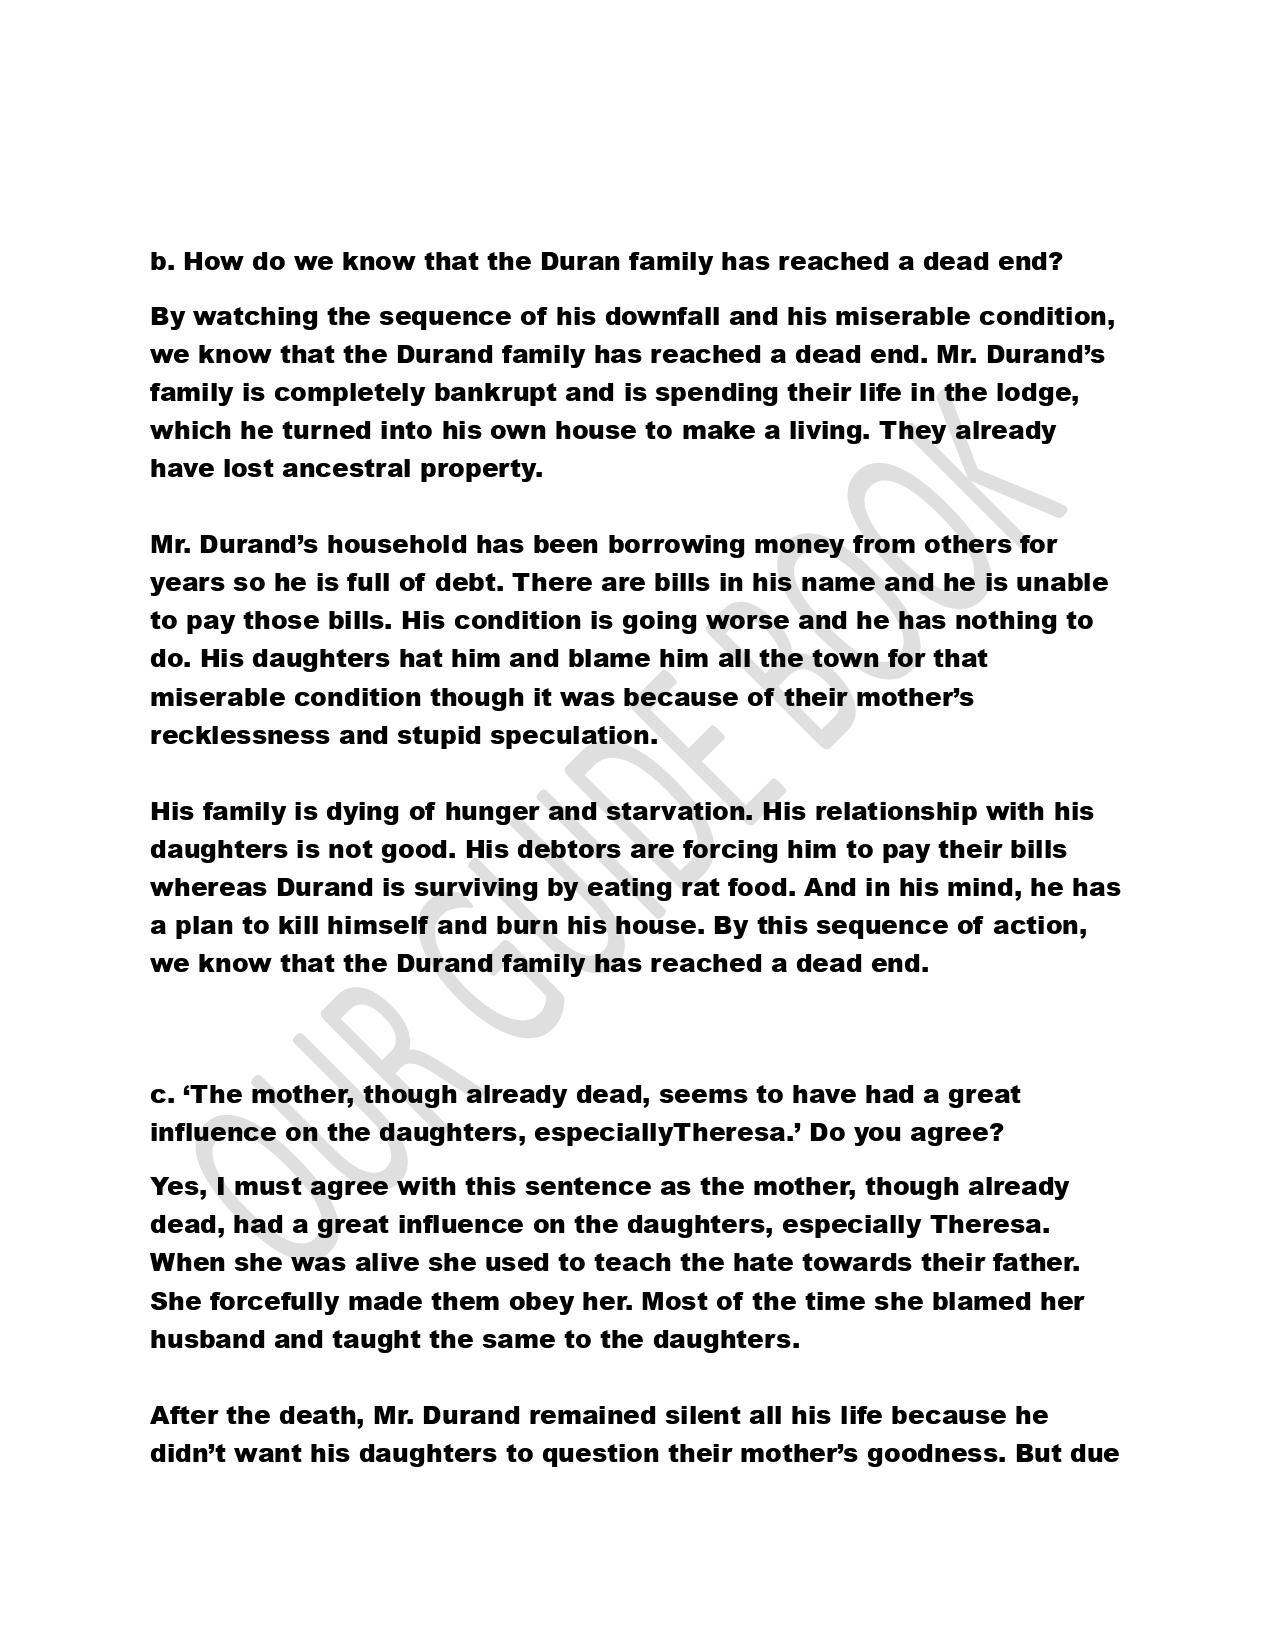 b. How do we know that the Duran family has reached a dead end?
By watching the sequence of his downfall and his miserable condition,
we know that the Durand family has reached a dead end. Mr. Durand’s
family is completely bankrupt and is spending their life in the lodge,
which he turned into his own house to make a living. They already
have lost ancestral property.
Mr. Durand’s household has been borrowing money from others for
years so he is full of debt. There are bills in his name and he is unable
to pay those bills. His condition is going worse and he has nothing to
do. His daughters hat him and blame him all the town for that
miserable condition though it was because of their mother’s
recklessness and stupid speculation.
His family is dying of hunger and starvation. His relationship with his
daughters is not good. His debtors are forcing him to pay their bills
whereas Durand is surviving by eating rat food. And in his mind, he has
a plan to kill himself and burn his house. By this sequence of action,
we know that the Durand family has reached a dead end.
c. ‘The mother, though already dead, seems to have had a great
influence on the daughters, especiallyTheresa.’ Do you agree?
Yes, I must agree with this sentence as the mother, though already
dead, had a great influence on the daughters, especially Theresa.
When she was alive she used to teach the hate towards their father.
She forcefully made them obey her. Most of the time she blamed her
husband and taught the same to the daughters.
After the death, Mr. Durand remained silent all his life because he
didn’t want his daughters to question their mother’s goodness. But due
OUR GUIDE BOOK